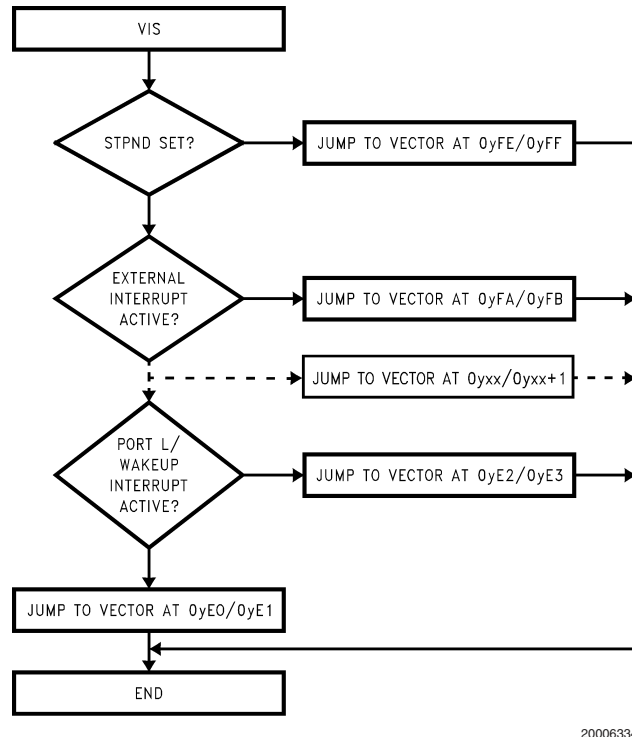 VIS
STPND SET?
JUMP TO VECTOR AT 0yFE/0yFF
EXTERNAL
INTERRUPT
ACTIVE?
JUMP TO VECTOR AT 0yFA/0yFB
JUMP TO VECTOR AT 0yxx/0yxx+1
PORT L/
WAKEUP
INTERRUPT
ACTIVE?
JUMP TO VECTOR AT 0yE2/0yE3
JUMP TO VECTOR AT 0yE0/0yE1
END
20006334